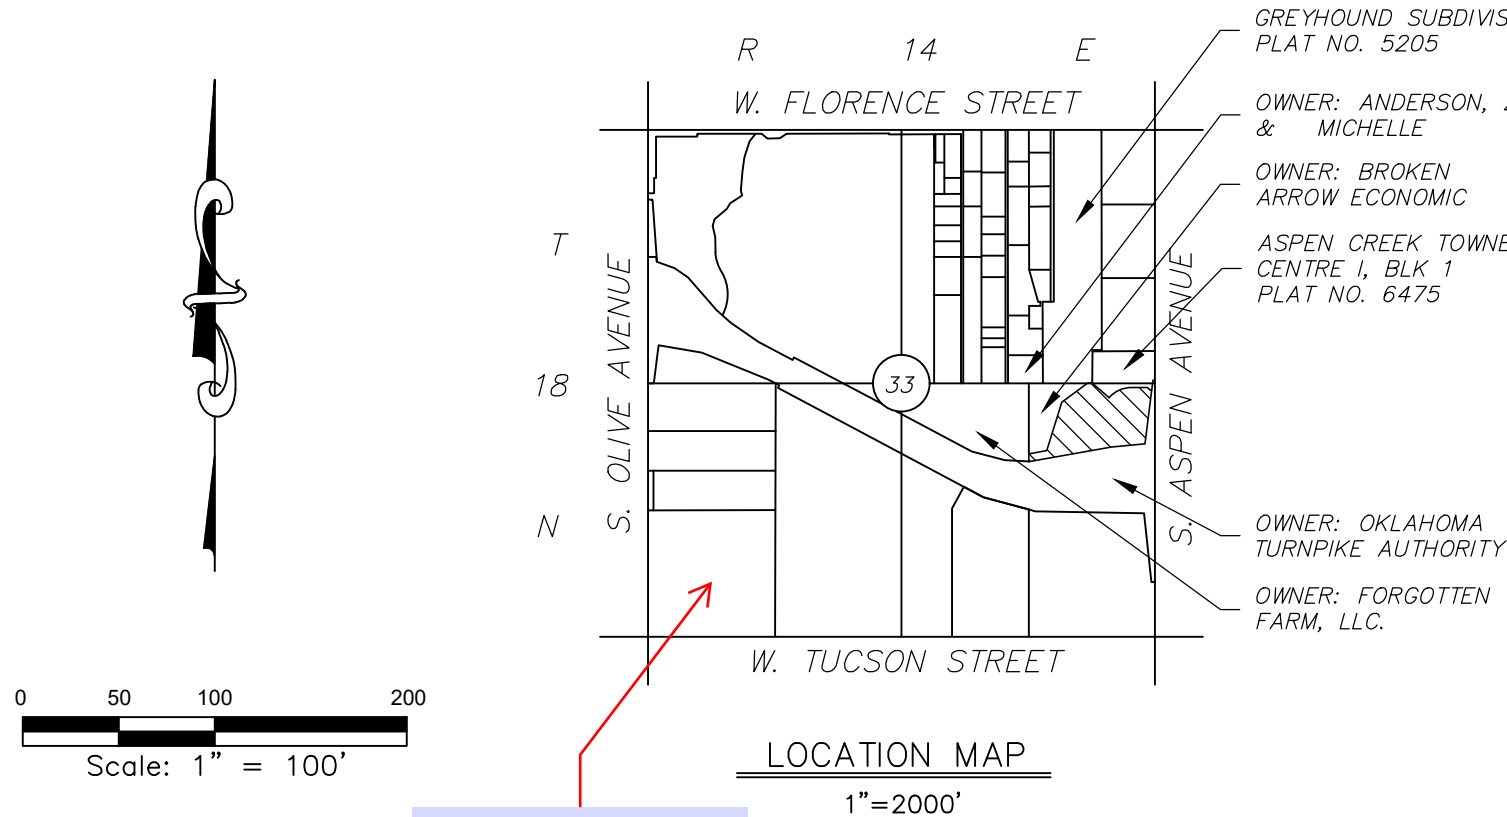 R 14 E
W. FLORENCE STREET
GREYHOUND
PLAT NO. 5205
OWNER: ANDERSON,
& MICHELLE
OWNER: BROKEN
ARROW ECONOMIC
ASPEN CREEK TOWNE
CENTRE I, BLK 1
PLAT NO. 6475
T
18
N
S. OLIVE AVENUE
33
S. ASPEN AVENUE
OWNER: OKLAHOMA
TURNPIKE AUTHORITY
OWNER: FORGOTTEN
FARM, LLC.
W. TUCSON STREET
0 50 100 200
Scale: 1" = 100'
LOCATION MAP
1"=2000'